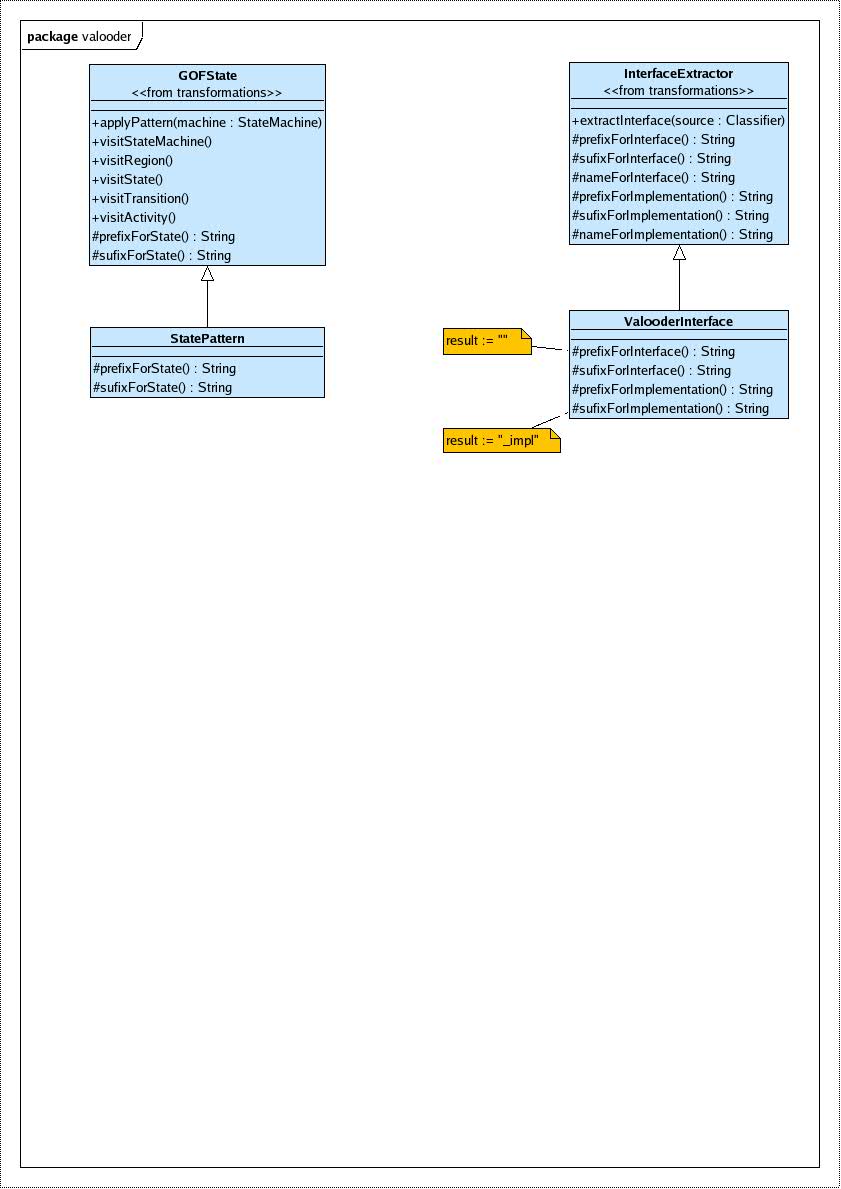 package valooder
GOFState
<<from transformations>>
+applyPattern(machine : StateMachine)
+visitStateMachine()
+visitRegion()
+visitState()
+visitTransition()
+visitActivity()
#prefixForState() : String
#sufixForState() : String
StatePattern
#prefixForState() : String
#sufixForState() : String
InterfaceExtractor
<<from transformations>>
+extractInterface(source : Classifier)
#prefixForInterface() : String
#sufixForInterface() : String
#nameForInterface() : String
#prefixForImplementation() : String
#sufixForImplementation() : String
#nameForImplementation() : String
ValooderInterface
#prefixForInterface() : String
#sufixForInterface() : String
#prefixForImplementation() : String
#sufixForImplementation() : String
result := ""
result := "_impl"